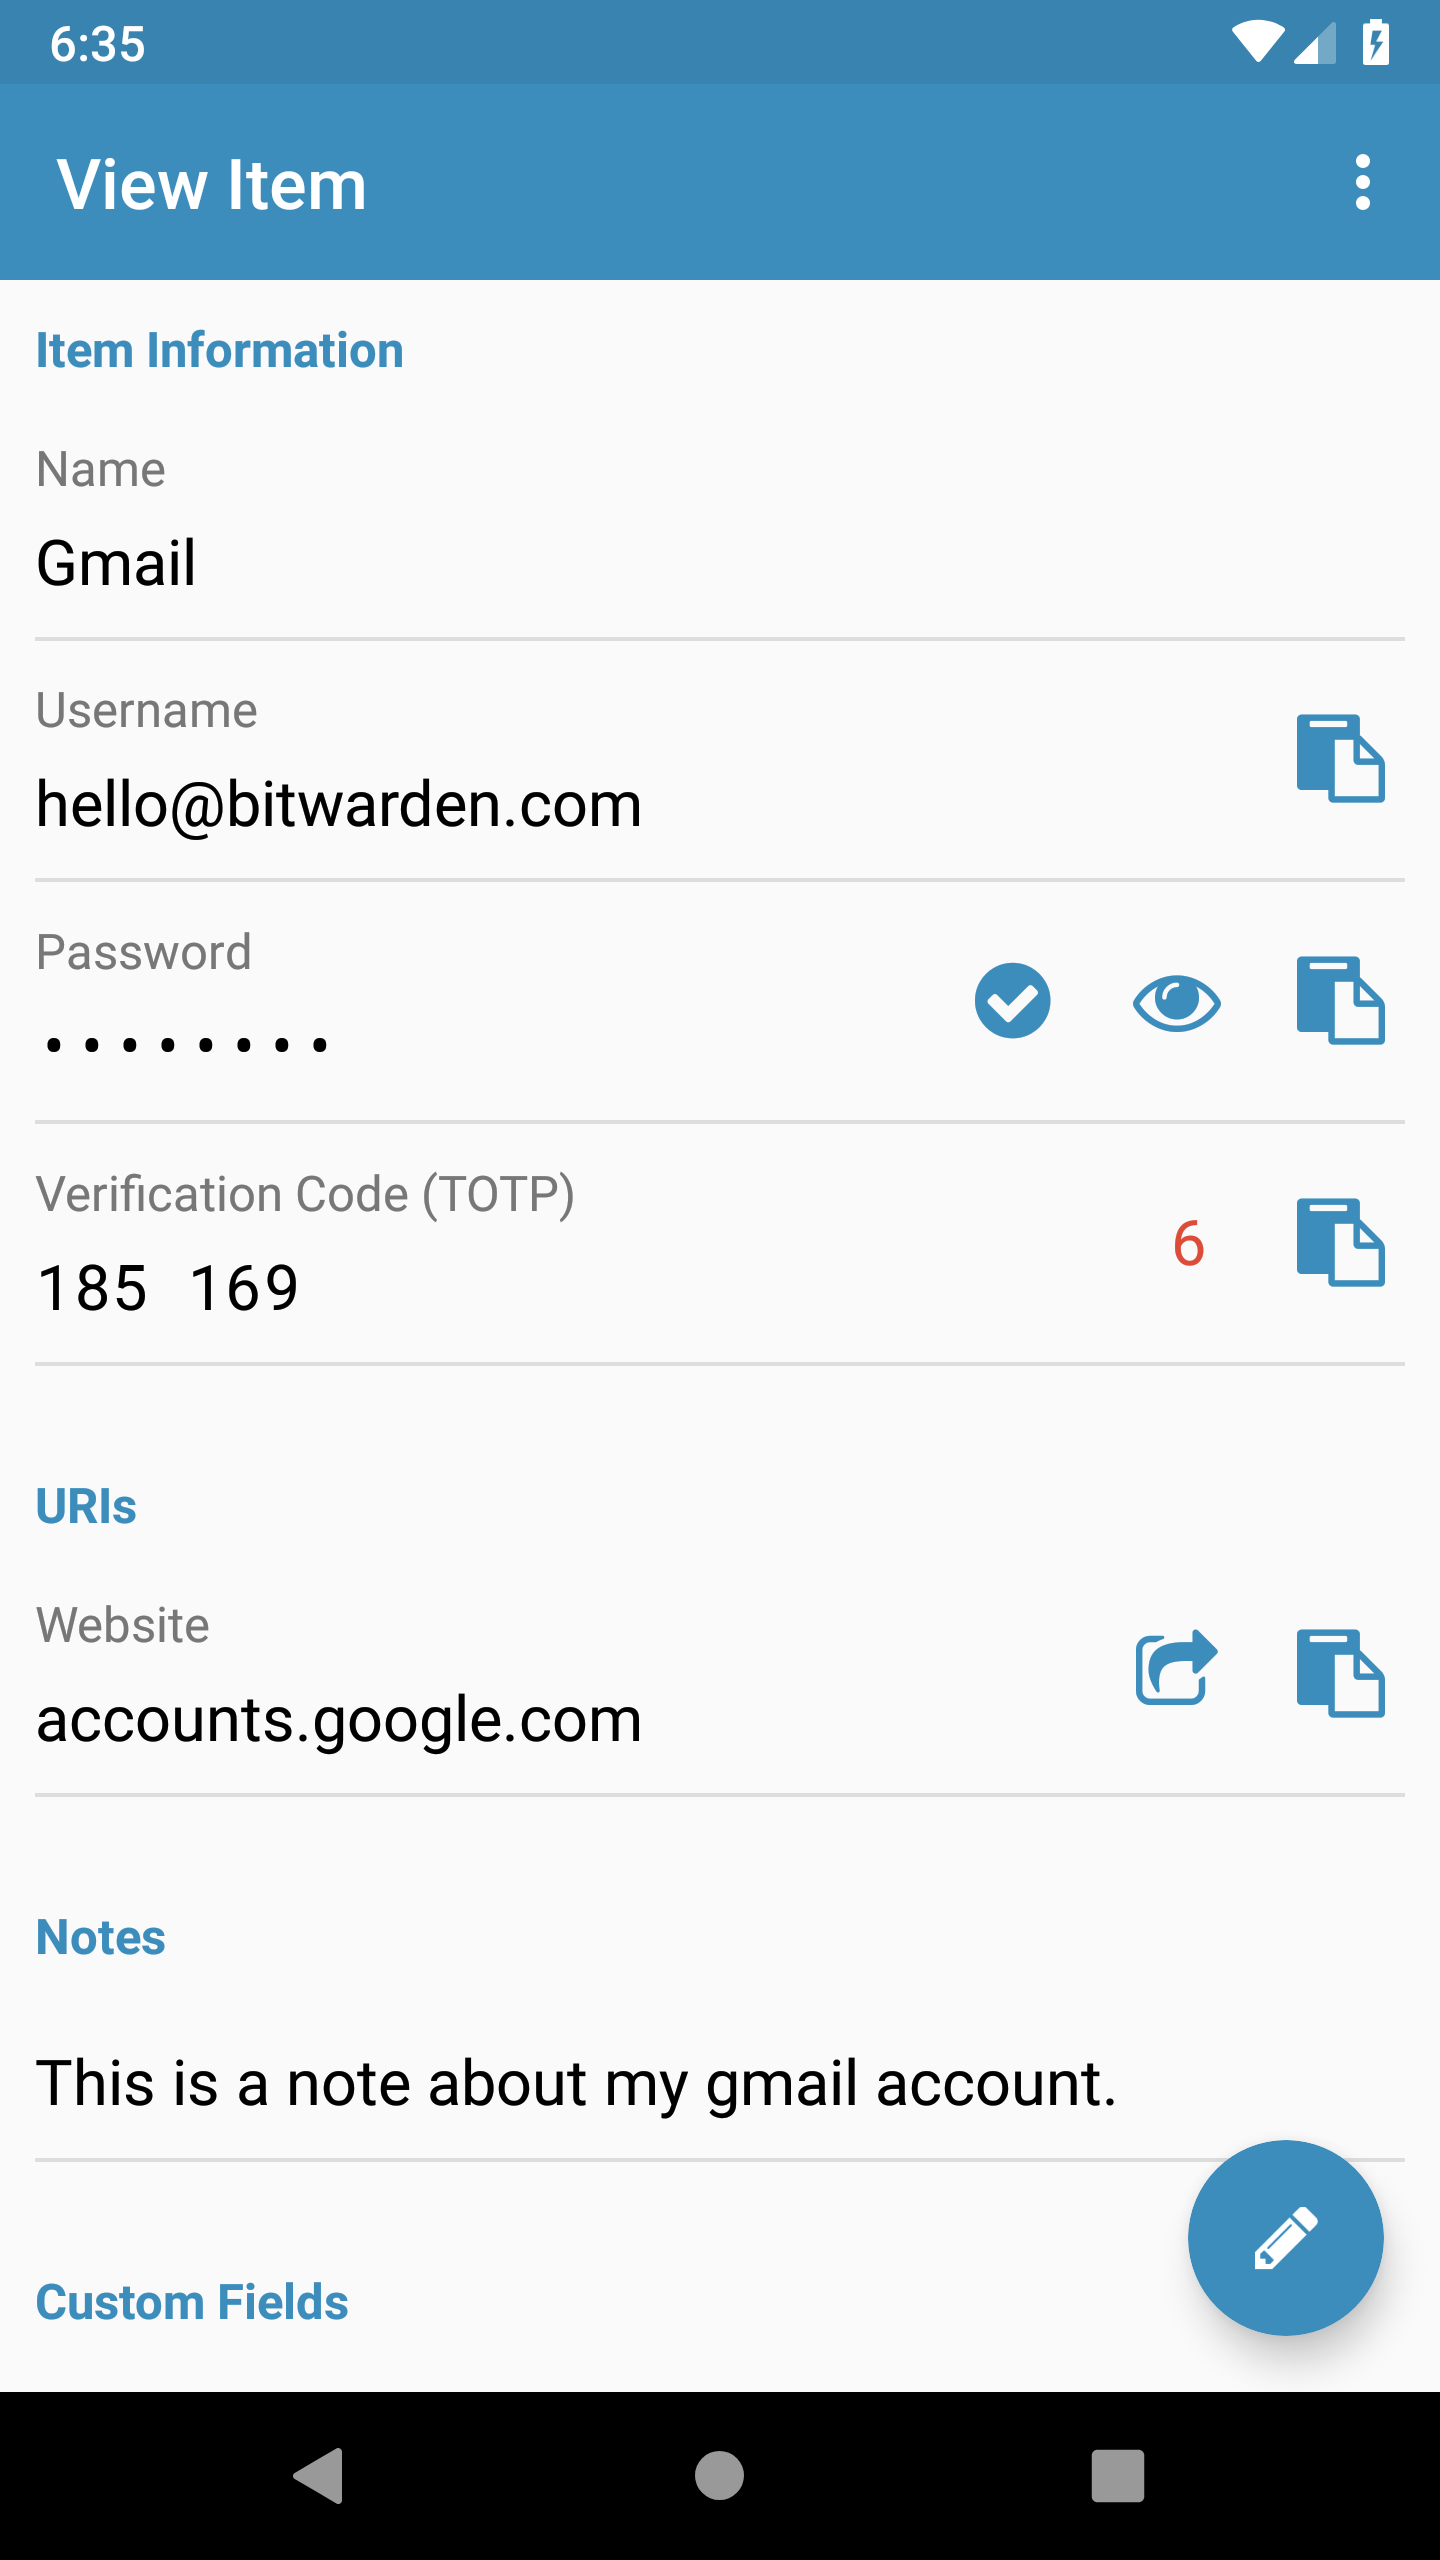 6:35
View Item
Item Information
Name
Gmail
Username
hello@bitwarden.com
Password
••••••••
Verification Code (TOTP)
185 169
6
URIs
Website
accounts.google.com
Notes
This is a note about my gmail account.
Custom Fields